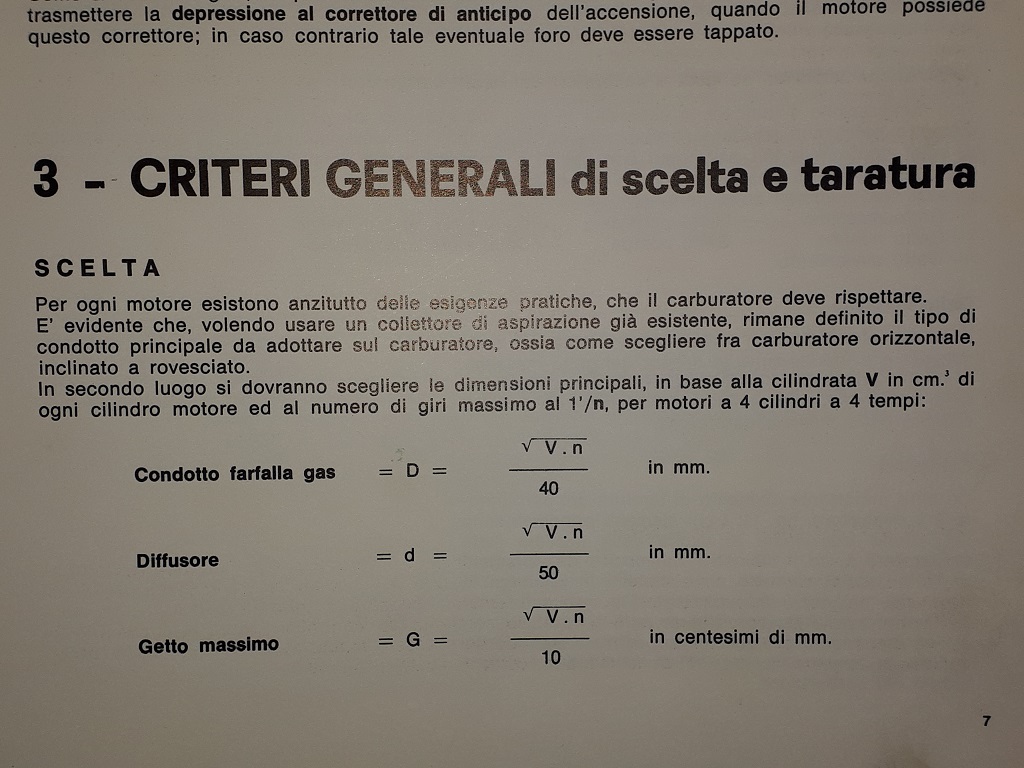 trasmettere la depressione al correttore di anticipo dell'accensione, quando il motore possiede
questo correttore; in caso contrario tale eventuale foro deve essere tappato.
3 - CRITERI GENERALI di scelta e taratura
SCELTA
Per ogni motore esistono anzitutto delle esigenze pratiche, che il carburatore deve rispettare.
E' evidente che, volendo usare un collettore di aspirazione già esistente, rimane definito il tipo di
condotto principale da adottare sul carburatore, ossia come scegliere fra carburatore orizzontale,
inclinato a rovesciato.
In secondo luogo si dovranno scegliere le dimensioni principali, in base alla cilindrata V in cm.³ di
ogni cilindro motore ed al numero di giri massimo al 1'/n, per motori a 4 cilindri a 4 tempi:
Condotto farfalla gas = D = √V.n / 40 in mm.
Diffusore = d = √V.n / 50 in mm.
Getto massimo = G = √V.n / 10 in centesimi di mm.
7